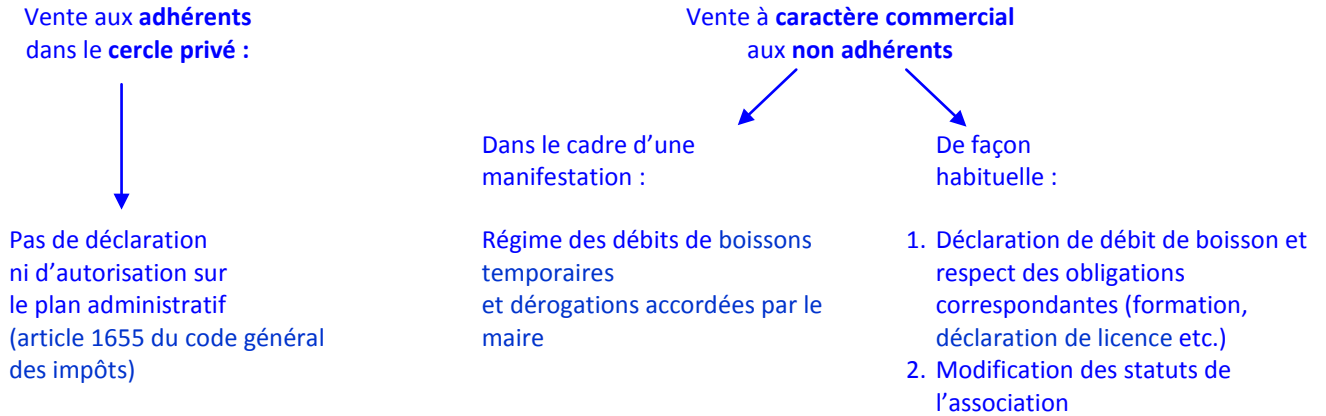 Vente aux adhérents
dans le cercle privé :
Pas de déclaration
ni d’autorisation sur
le plan administratif
(article 1655 du code général
des impôts)
Vente à caractère commercial
aux non adhérents
Dans le cadre d’une
manifestation :
Régime des débits de boissons
temporaires
et dérogations accordées par le
maire
De façon
habituelle :
1. Déclaration de débit de boisson et
respect des obligations
correspondantes (formation,
déclaration de licence etc.)
2. Modification des statuts de
l’association